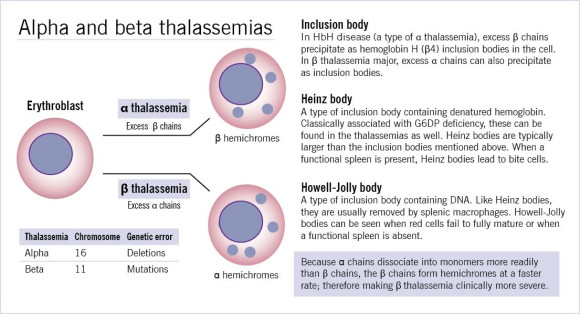 Alpha and beta thalassemias
Erythroblast
α thalassemia
Excess β chains
β hemichromes
β thalassemia
Excess α chains
α hemichromes
Thalassemia Chromosome Genetic error
Alpha 16 Deletions
Beta 11 Mutations
Inclusion body
In HbH disease (a type of α thalassemia), excess β chains
precipitate as hemoglobin H (β4) inclusion bodies in the cell.
In β thalassemia major, excess α chains can also precipitate
as inclusion bodies.
Heinz body
A type of inclusion body containing denatured hemoglobin.
Classically associated with G6DP deficiency, these can be
found in the thalassemias as well. Heinz bodies are typically
larger than the inclusion bodies mentioned above. When a
functional spleen is present, Heinz bodies lead to bite cells.
Howell-Jolly body
A type of inclusion body containing DNA. Like Heinz bodies,
they are usually removed by splenic macrophages. Howell-Jolly
bodies can be seen when red cells fail to fully mature or when
a functional spleen is absent.
Because α chains dissociate into monomers more readily
than β chains, the β chains form hemichromes at a faster
rate; therefore making β thalassemia clinically more severe.